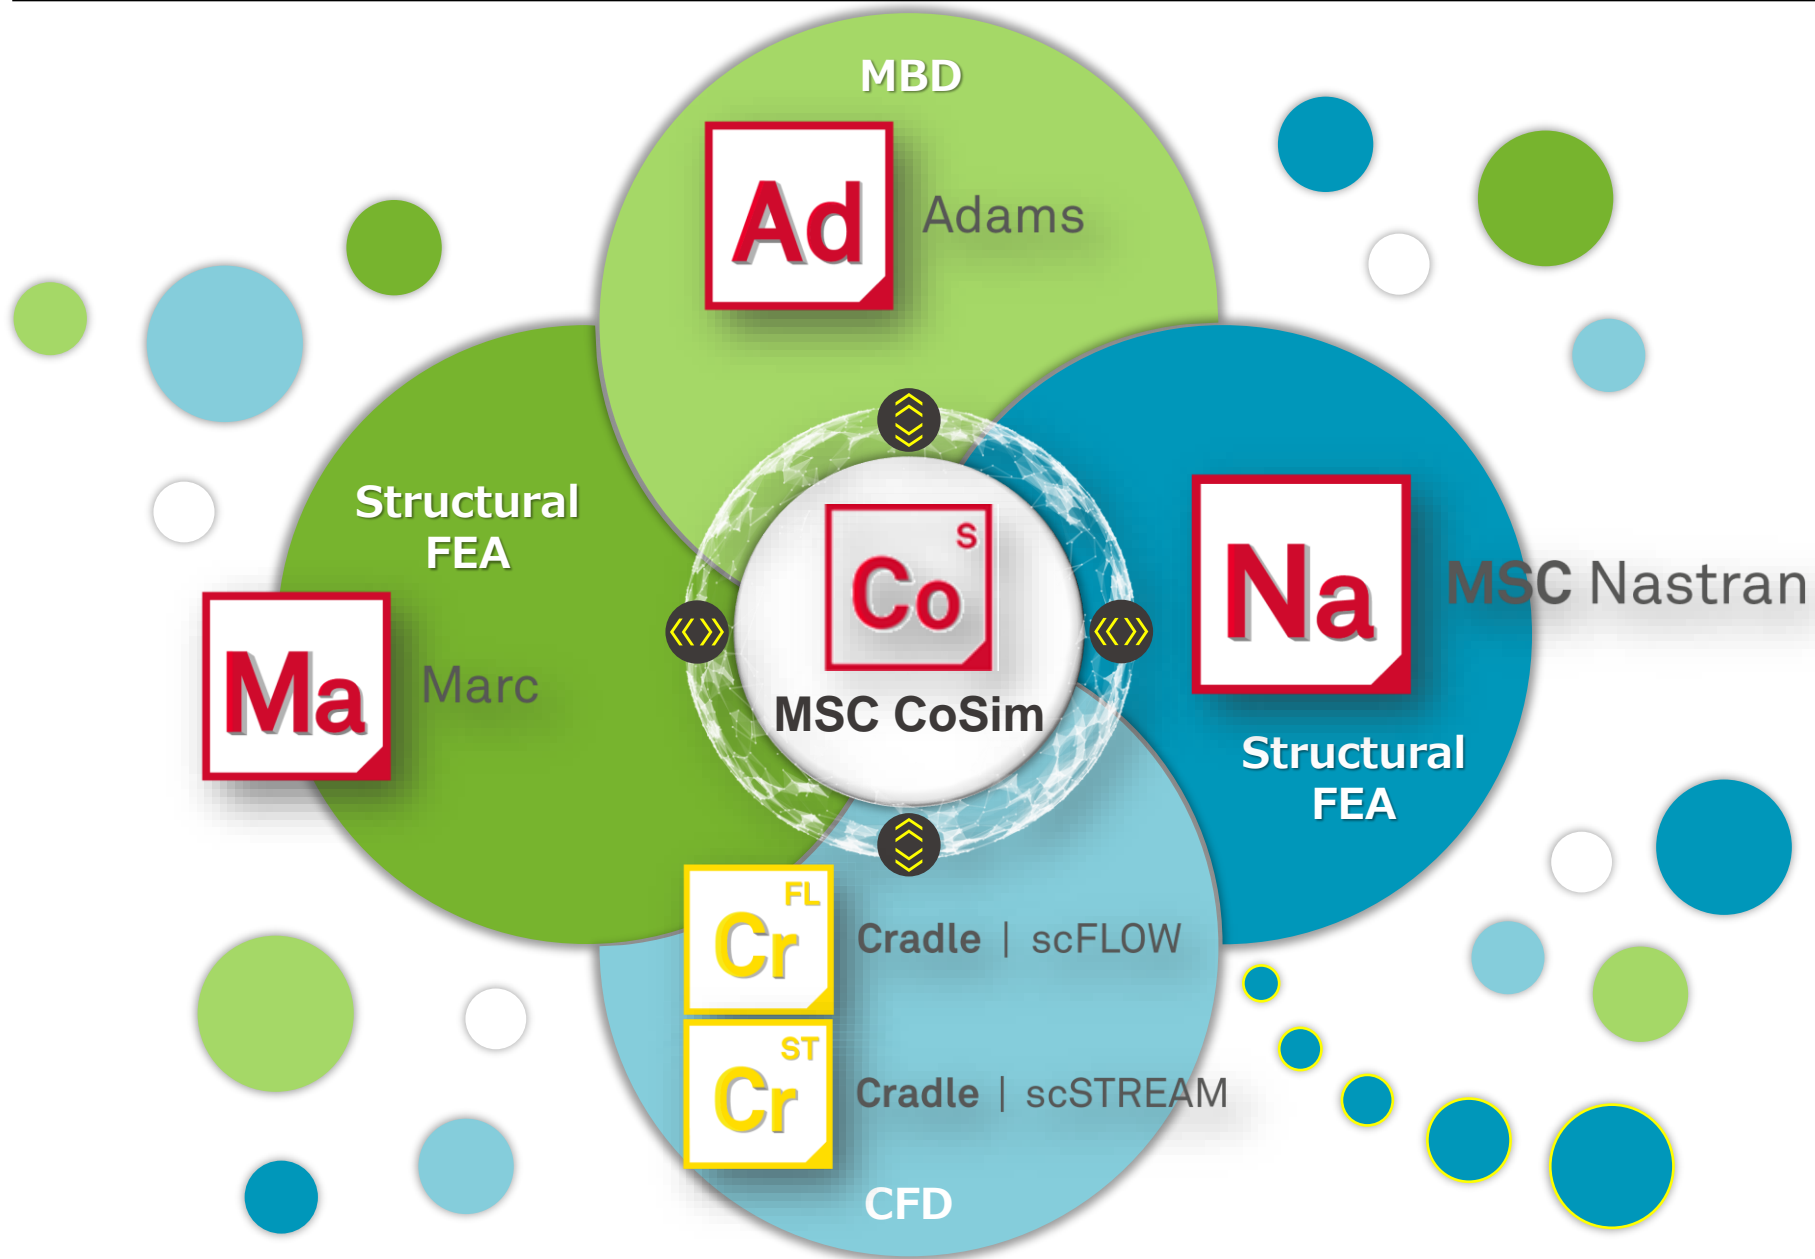 MBD
Ad
Adams
Structural
FEA
Ma
Marc
S
Co
MSC CoSim
Na
MSC Nastran
Structural
FEA
FL
Cr
Cradle | scFLOW
ST
Cr
Cradle | scSTREAM
CFD